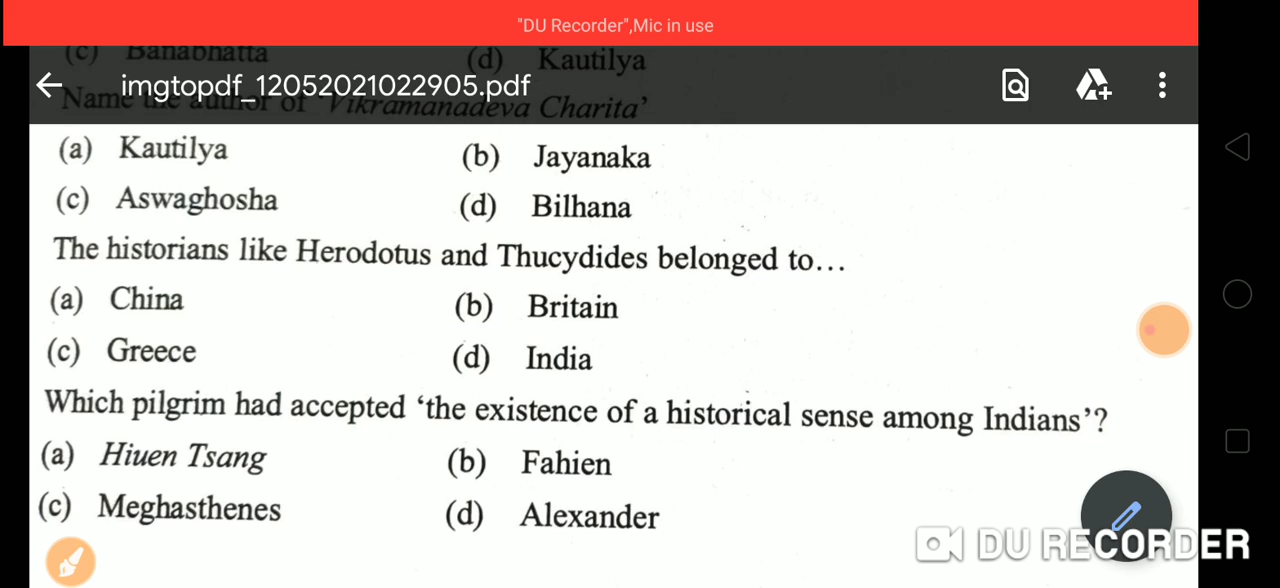 "DU Recorder",Mic in use
(c) Banabhatta (d) Kautilya
imgtopdf_12052021022905.pdf
Name the author of 'Vikramanadeva Charita'
(a) Kautilya (b) Jayanaka
(c) Aswaghosha (d) Bilhana
The historians like Herodotus and Thucydides belonged to...
(a) China (b) Britain
(c) Greece (d) India
Which pilgrim had accepted 'the existence of a historical sense among Indians'?
(a) Hiuen Tsang (b) Fahien
(c) Meghasthenes (d) Alexander
DU RECORDER